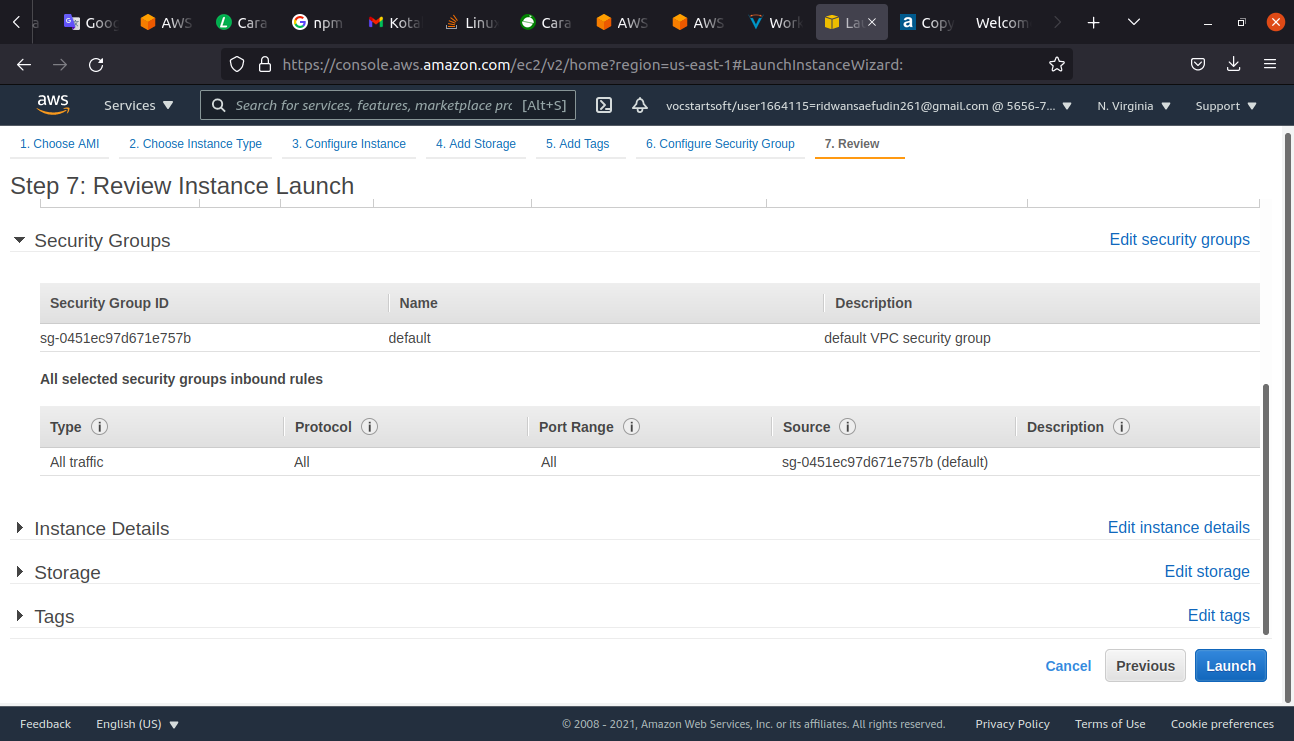 Goo
AWS
Cara
npm
Kota
Linu
Cara
AWS
AWS
Work
La
Copy
Welcom
https://console.aws.amazon.com/ec2/v2/home?region=us-east-1#LaunchInstanceWizard:
aws
Services
Search for services, features, marketplace prc [Alt+S]
vocstartsoft/user1664115=ridwansaefudin261@gmail.com @ 5656-7...
N. Virginia
Support
1. Choose AMI
2. Choose Instance Type
3. Configure Instance
4. Add Storage
5. Add Tags
6. Configure Security Group
7. Review
Step 7: Review Instance Launch
Security Groups
Edit security groups
Security Group ID Name Description
sg-0451ec97d671e757b default default VPC security group
All selected security groups inbound rules
Type Protocol Port Range Source Description
All traffic All All sg-0451ec97d671e757b (default)
Instance Details
Edit instance details
Storage
Edit storage
Tags
Edit tags
Cancel
Previous
Launch
Feedback
English (US)
© 2008 - 2021, Amazon Web Services, Inc. or its affiliates. All rights reserved.
Privacy Policy
Terms of Use
Cookie preferences